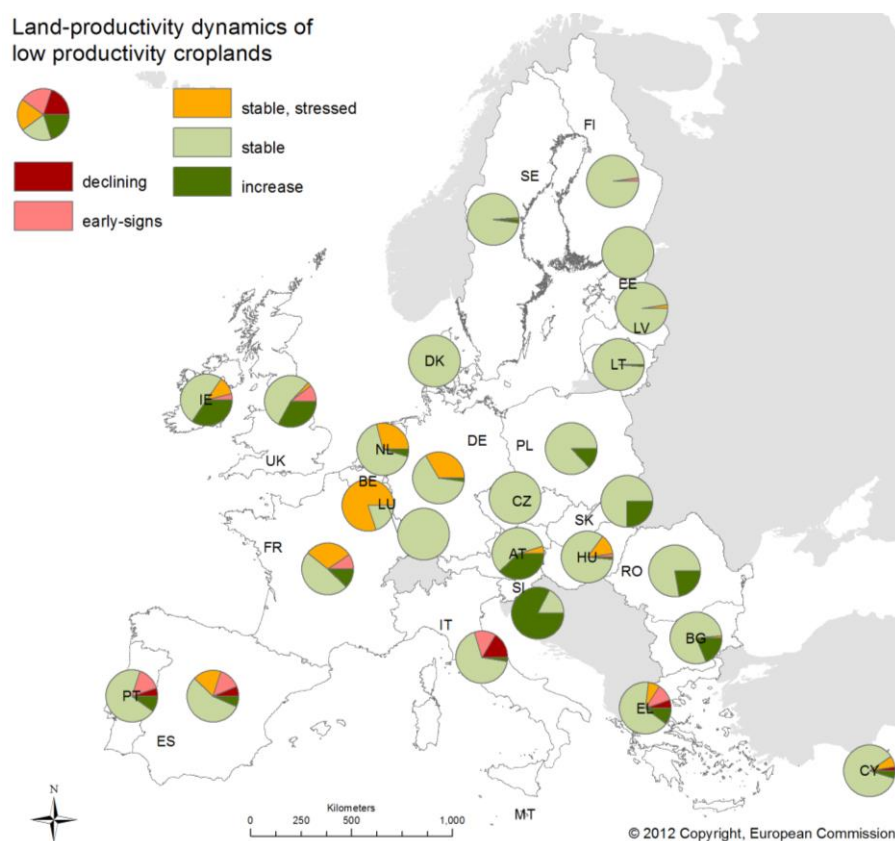 Land-productivity dynamics of
low productivity croplands
stable, stressed
stable
declining
increase
early-signs
FI
SE
EE
LV
DK
LT
IE
NL
DE
PL
UK
BE
LU
CZ
SK
FR
AT
HU
RO
SI
IT
BG
PT
EL
ES
CY
N
Kilometers
0 250 500 1,000
MT
© 2012 Copyright, European Commission